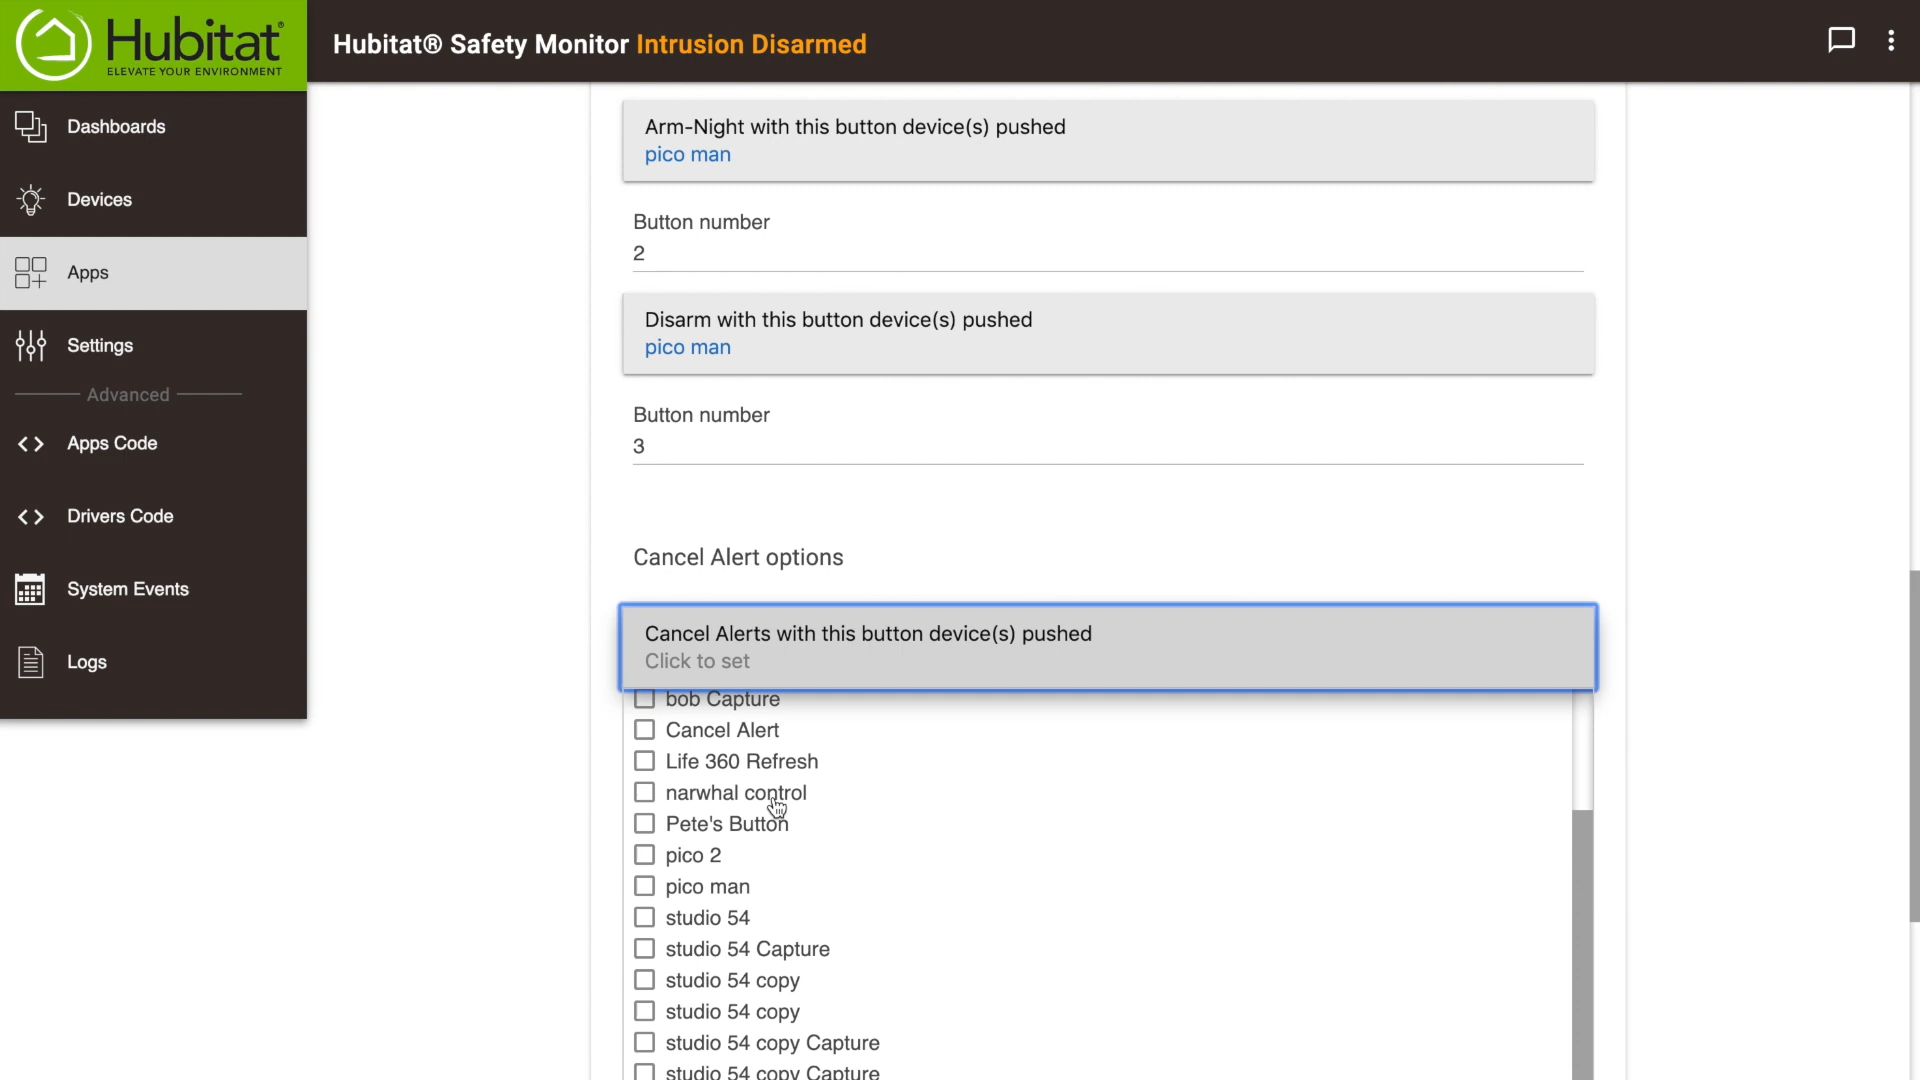 Hubitat®
ELEVATE YOUR ENVIRONMENT
Hubitat® Safety Monitor Intrusion Disarmed
Dashboards
Devices
Apps
Settings
Advanced
Apps Code
Drivers Code
System Events
Logs
Arm-Night with this button device(s) pushed
pico man
Button number
2
Disarm with this button device(s) pushed
pico man
Button number
3
Cancel Alert options
Cancel Alerts with this button device(s) pushed
Click to set
bob Capture
Cancel Alert
Life 360 Refresh
narwhal control
Pete's Button
pico 2
pico man
studio 54
studio 54 Capture
studio 54 copy
studio 54 copy
studio 54 copy Capture
studio 54 copy Capture